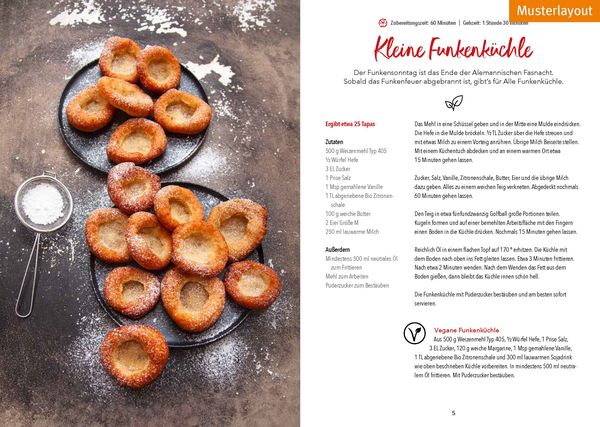 Musterlayout
Zubereitungszeit: 60 Minuten | Gehzeit: 1 Stunde 30 Minuten
Kleine Funkenküchle
Der Funkensonntag ist das Ende der Alemannischen Fasnacht.
Sobald das Funkenfeuer abgebrannt ist, gibt's für Alle Funkenküchle.
Ergibt etwa 25 Tapas
Zutaten
500 g Weizenmehl Typ 405
½ Würfel Hefe
3 EL Zucker
1 Prise Salz
1 Msp gemahlene Vanille
1 TL abgeriebene Bio Zitronen-
schale
100 g weiche Butter
2 Eier Größe M
250 ml lauwarme Milch
Außerdem
Mindestens 500 ml neutrales Öl
zum Frittieren
Mehl zum Arbeiten
Puderzucker zum Bestäuben
Das Mehl in eine Schüssel geben und in der Mitte eine Mulde eindrücken.
Die Hefe in die Mulde bröckeln. ½ TL Zucker über die Hefe streuen und
mit etwas Milch zu einem Vorteig anrühren. Übrige Milch Beiseite stellen.
Mit einem Küchentuch abdecken und an einem warmen Ort etwa
15 Minuten gehen lassen.
Zucker, Salz, Vanille, Zitronenschale, Butter, Eier und die übrige Milch
dazu geben. Alles zu einem weichen Teig verkneten. Abgedeckt nochmals
60 Minuten gehen lassen.
Den Teig in etwa fünfundzwanzig Golfball große Portionen teilen.
Kugeln formen und auf einer bemehlten Arbeitsfläche mit den Fingern
einen Boden in die Küchle drücken. Nochmals 15 Minuten gehen lassen.
Reichlich Öl in einem flachen Topf auf 170 ° erhitzen. Die Küchle mit
dem Boden nach oben ins Fett gleiten lassen. Etwa 3 Minuten frittieren.
Nach etwa 2 Minuten wenden. Nach dem Wenden das Fett aus dem
Boden gießen, dann bleibt das Küchle innen schön hell.
Die Funkenküchle mit Puderzucker bestäuben und am besten sofort
servieren.
Vegane Funkenküchle:
Aus 500 g Weizenmehl Typ 405, ½ Würfel Hefe, 1 Prise Salz,
3 EL Zucker, 120 g weiche Margarine, 1 Msp gemahlene Vanille,
1 TL abgeriebene Bio Zitronenschale und 300 ml lauwarmen Sojadrink
wie oben beschrieben Küchle vorbereiten. In mindestens 500 ml neutra-
lem Öl frittieren. Mit Puderzucker bestäuben.
5